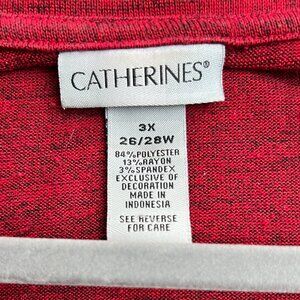 CATHERINES®
3X
26/28W
84% POLYESTER
13% RAYON
3% SPANDEX
EXCLUSIVE OF
DECORATION
MADE IN
INDONESIA
SEE REVERSE
FOR CARE